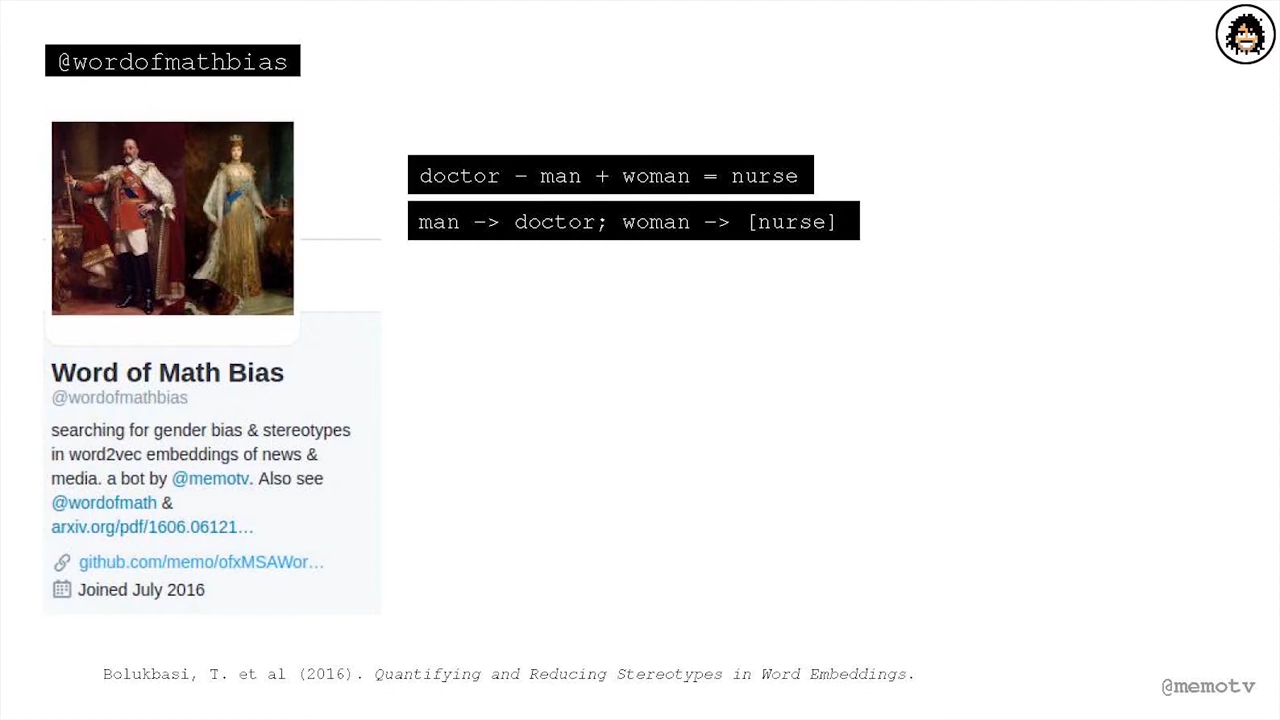 @wordofmathbias
doctor - man + woman = nurse
man -> doctor; woman -> [nurse]
Word of Math Bias
@wordofmathbias
searching for gender bias & stereotypes
in word2vec embeddings of news &
media. a bot by @memotv. Also see
@wordofmath &
arxiv.org/pdf/1606.06121…
github.com/memo/ofxMSAWor…
Joined July 2016
Bolukbasi, T. et al (2016). Quantifying and Reducing Stereotypes in Word Embeddings.
@memotv